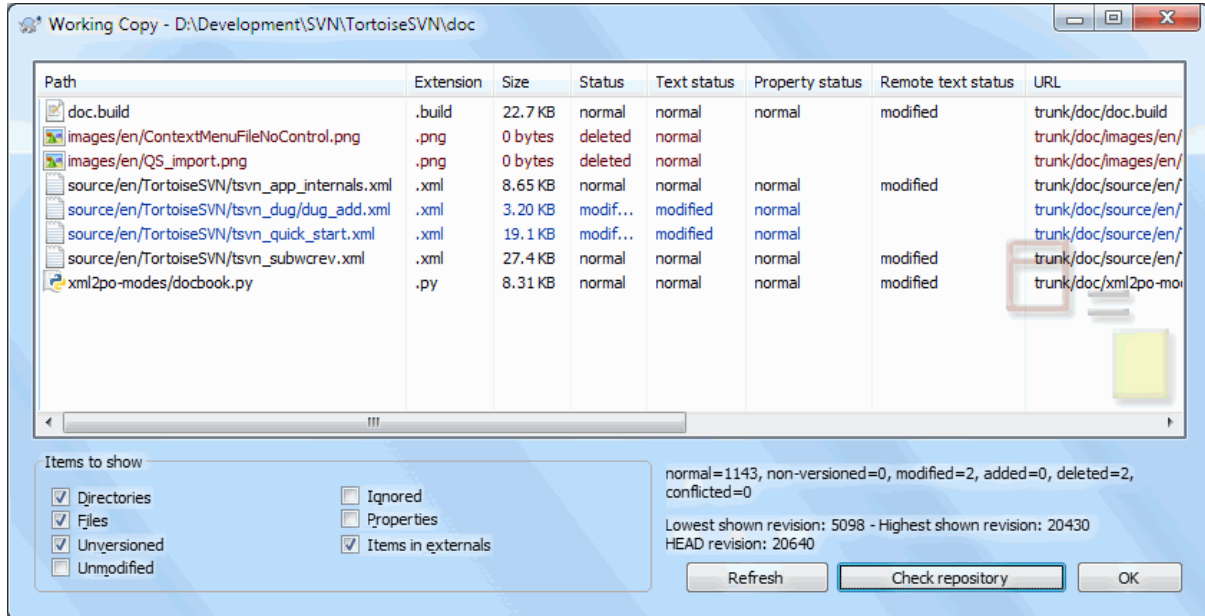 Working Copy - D:\Development\SVN\TortoiseSVN\doc
Path Extension Size Status Text status Property status Remote text status URL
doc.build .build 22.7 KB normal normal normal modified trunk/doc/doc.build
images/en/ContextMenuFileNoControl.png .png 0 bytes deleted normal trunk/doc/images/en/
images/en/QS_import.png .png 0 bytes deleted normal trunk/doc/images/en/
source/en/TortoiseSVN/tsvn_app_internals.xml .xml 8.65 KB normal normal normal modified trunk/doc/source/en/
source/en/TortoiseSVN/tsvn_dug/dug_add.xml .xml 3.20 KB modif... modified normal trunk/doc/source/en/
source/en/TortoiseSVN/tsvn_quick_start.xml .xml 19.1 KB modif... modified normal trunk/doc/source/en/
source/en/TortoiseSVN/tsvn_subwcrev.xml .xml 27.4 KB normal normal normal modified trunk/doc/source/en/
xml2po-modes/docbook.py .py 8.31 KB normal normal normal modified trunk/doc/xml2po-mo
Items to show
Directories Ignored
Files Properties
Unversioned Items in externals
Unmodified
normal=1143, non-versioned=0, modified=2, added=0, deleted=2,
conflicted=0
Lowest shown revision: 5098 - Highest shown revision: 20430
HEAD revision: 20640
Refresh Check repository OK